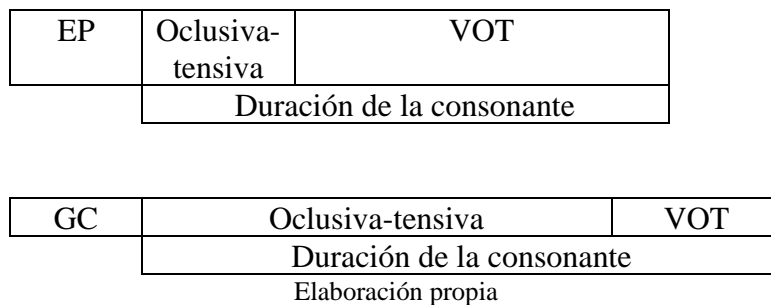 EP Oclusiva- VOT
tensiva
Duración de la consonante
GC Oclusiva-tensiva VOT
Duración de la consonante
Elaboración propia